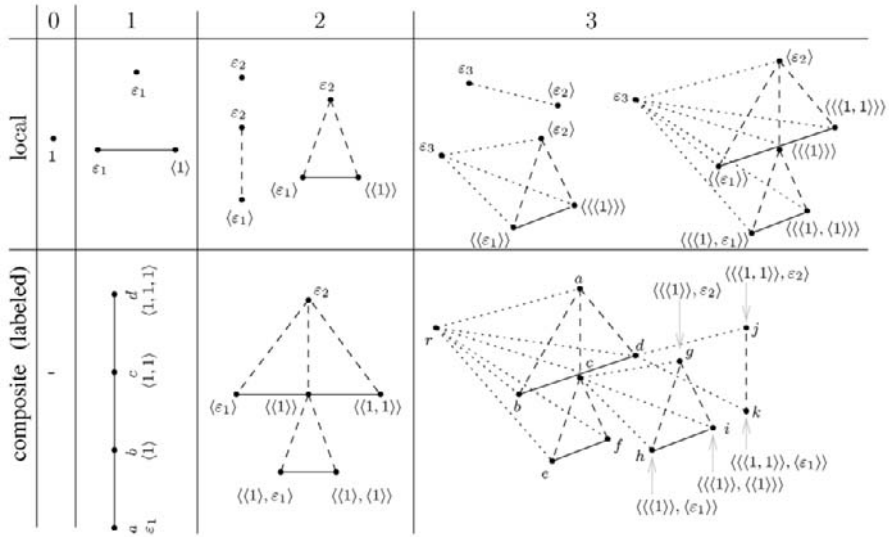 0 1 2 3
local
1
ε₁
ε₁ ⟨1⟩
ε₂
ε₂
⟨ε₁⟩
ε₂
⟨ε₁⟩ ⟨⟨1⟩⟩
ε₃ ⟨ε₂⟩
ε₃ ⟨ε₂⟩
⟨⟨ε₁⟩⟩ ⟨⟨⟨1⟩⟩⟩
ε₃ ⟨ε₂⟩
⟨⟨⟨1, 1⟩⟩⟩
⟨⟨ε₁⟩⟩ ⟨⟨⟨1⟩⟩⟩
⟨⟨⟨1⟩, ε₁⟩⟩ ⟨⟨⟨1⟩, ⟨1⟩⟩⟩
composite (labeled)
-
d ⟨1, 1, 1⟩
c ⟨1, 1⟩
b ⟨1⟩
a ε₁
ε₂
⟨ε₁⟩ ⟨⟨1⟩⟩ ⟨⟨1, 1⟩⟩
⟨⟨1⟩, ε₁⟩ ⟨⟨1⟩, ⟨1⟩⟩
a
⟨⟨⟨1⟩⟩, ε₂⟩ ⟨⟨⟨1, 1⟩⟩, ε₂⟩
r d j
c g
b k
f h i
e
⟨⟨⟨1, 1⟩⟩, ⟨ε₁⟩⟩
⟨⟨⟨1⟩⟩, ⟨⟨1⟩⟩⟩
⟨⟨⟨1⟩⟩, ⟨ε₁⟩⟩